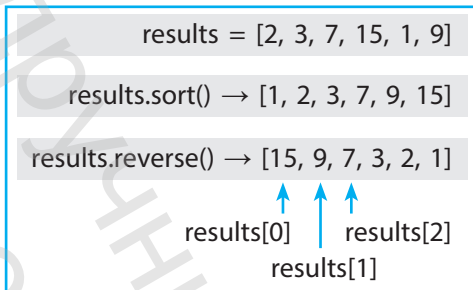 results = [2, 3, 7, 15, 1, 9]
results.sort() → [1, 2, 3, 7, 9, 15]
results.reverse() → [15, 9, 7, 3, 2, 1]
results[0] results[2]
results[1]